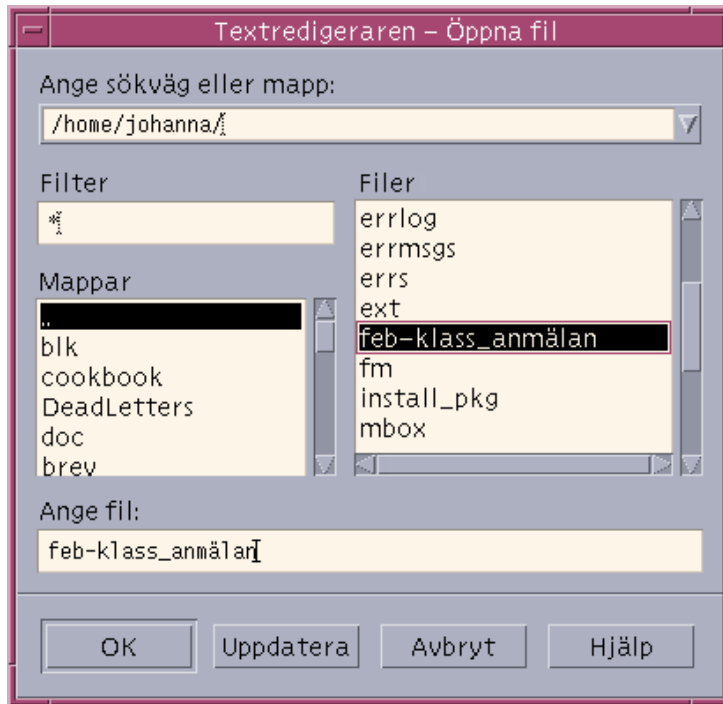 Textredigeraren – Öppna fil
Ange sökväg eller mapp:
/home/johanna/
Filter
*
Mappar
..
blk
cookbook
DeadLetters
doc
brev
Filer
errlog
errmsgs
errs
ext
feb-klass_anmälan
fm
install_pkg
mbox
Ange fil:
feb-klass_anmälan
OK
Uppdatera
Avbryt
Hjälp